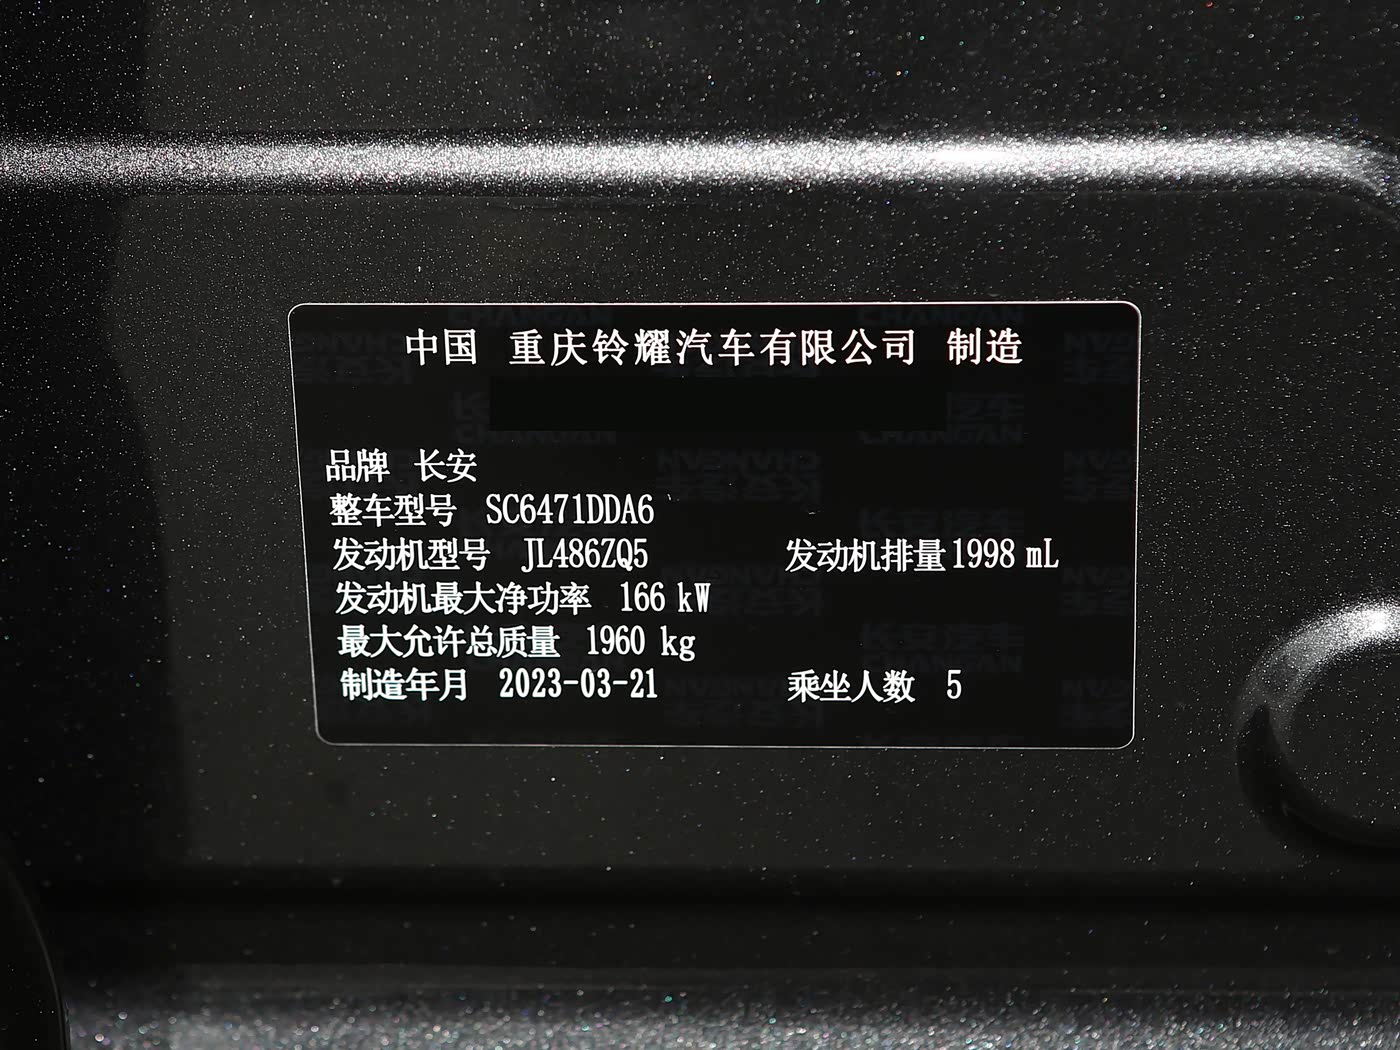 中国 重庆铃耀汽车有限公司 制造
品牌 长安
整车型号 SC6471DDA6
发动机型号 JL486ZQ5 发动机排量 1998 mL
发动机最大净功率 166 kW
最大允许总质量 1960 kg
制造年月 2023-03-21 乘坐人数 5